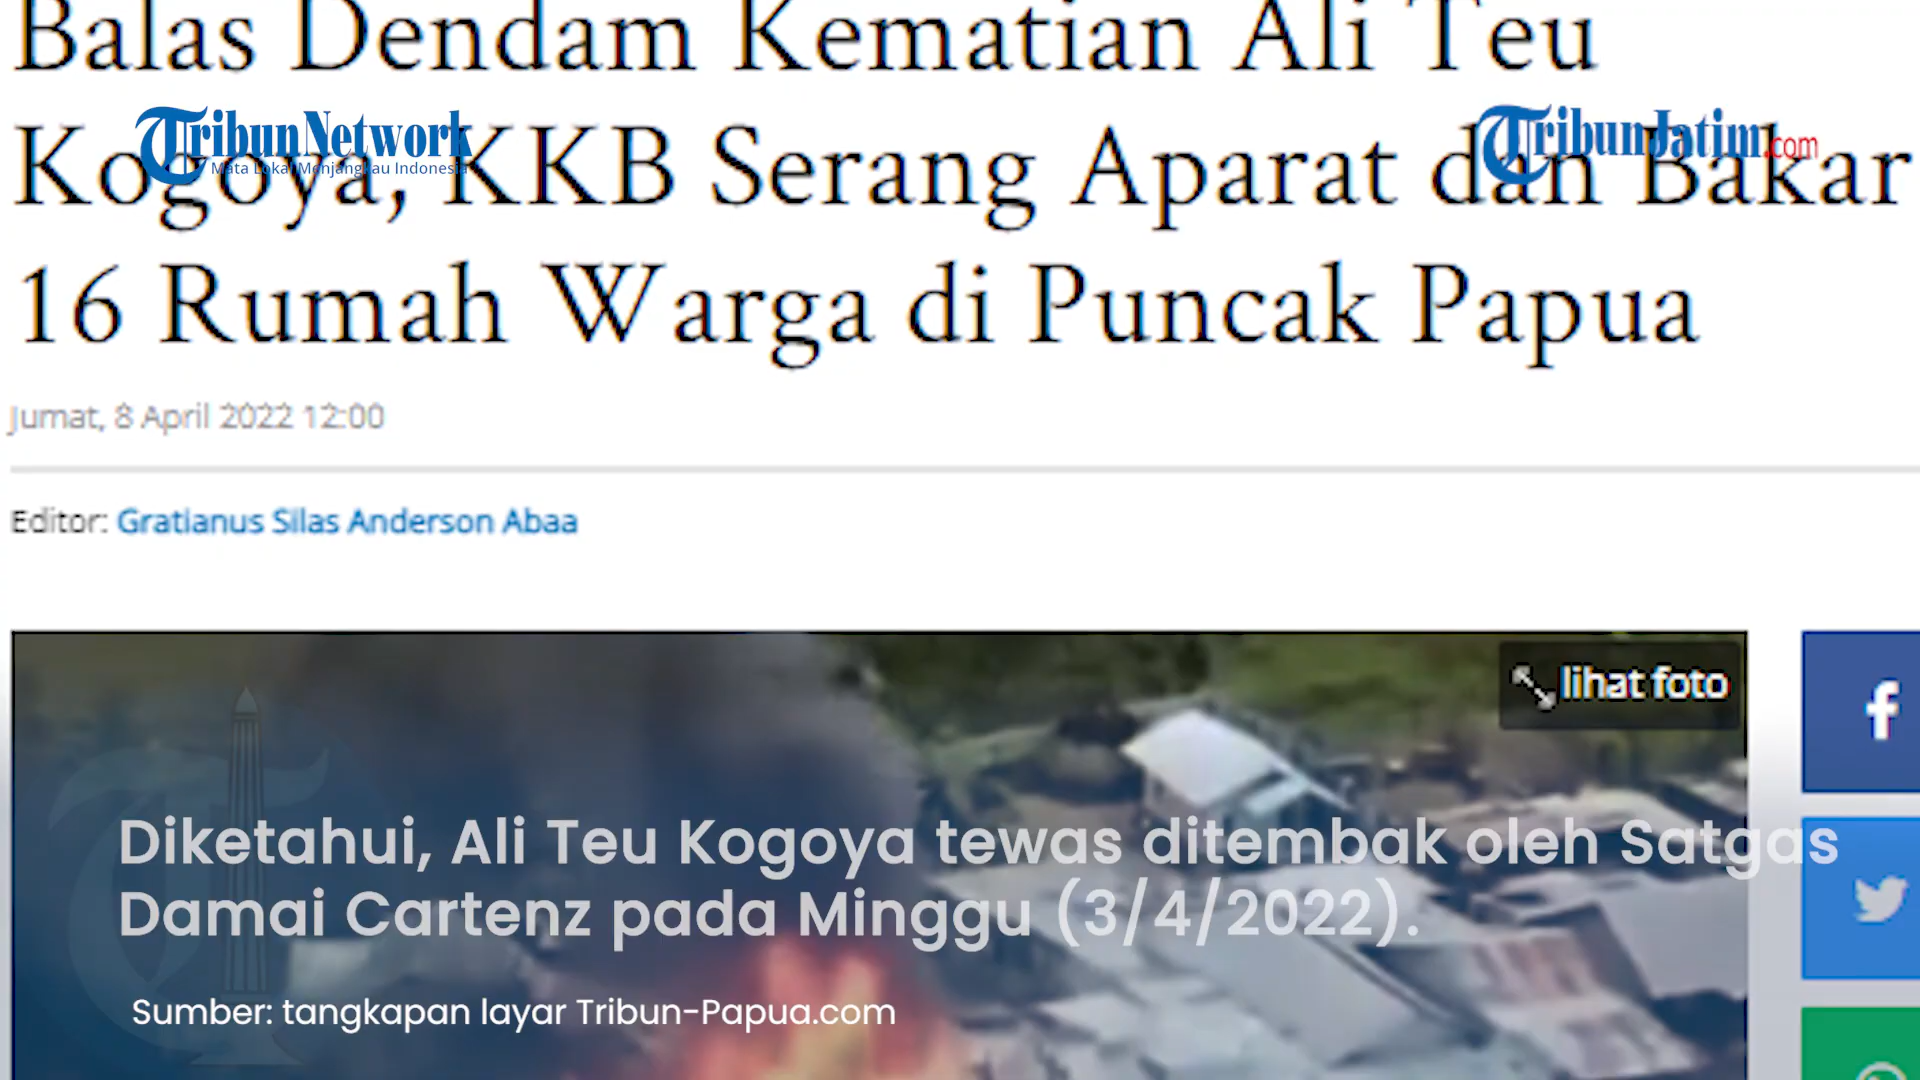 Balas Dendam Kematian Ali Teu
Kogoya, KKB Serang Aparat dan Bakar
16 Rumah Warga di Puncak Papua
TribunNetwork
Mata Lokal Menjangkau Indonesia
TribunJatim.com
Jumat, 8 April 2022 12:00
Editor: Gratianus Silas Anderson Abaa
lihat foto
Diketahui, Ali Teu Kogoya tewas ditembak oleh Satgas
Damai Cartenz pada Minggu (3/4/2022).
Sumber: tangkapan layar Tribun-Papua.com